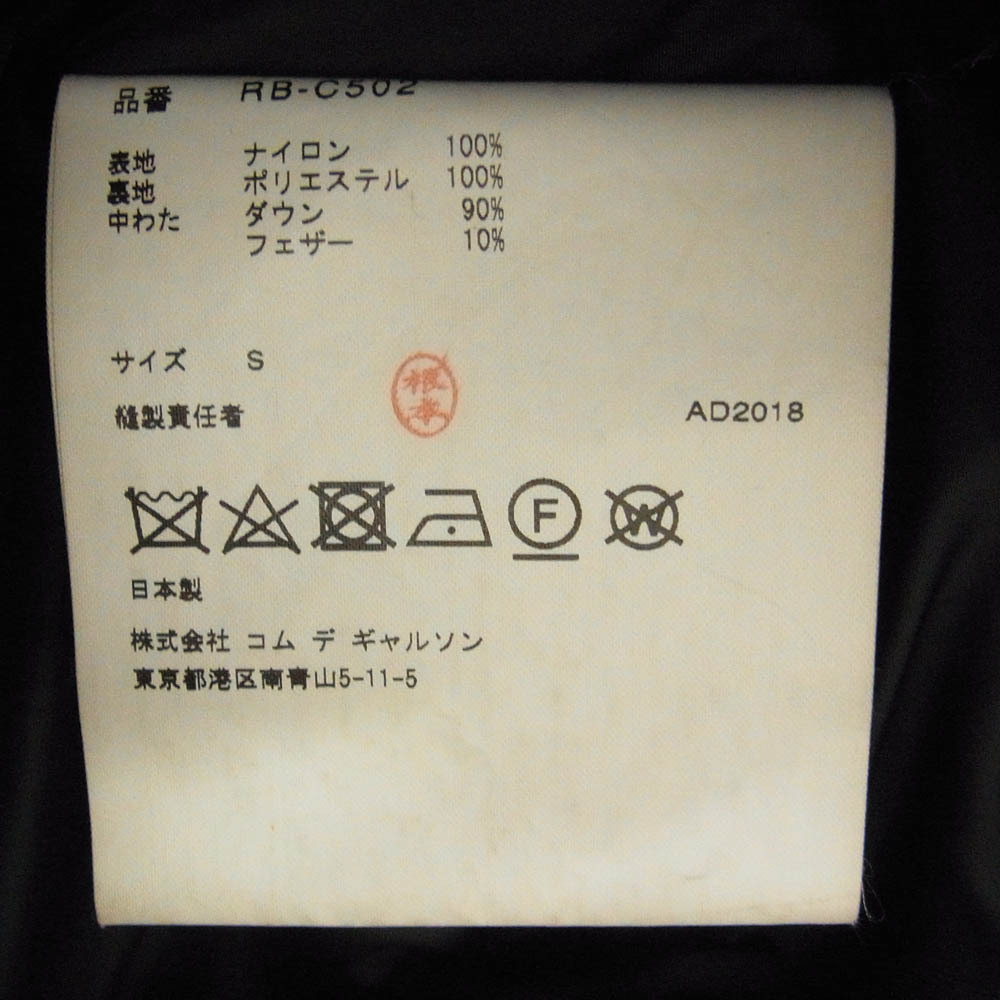 品番 RB-C502
表地 ナイロン 100%
裏地 ポリエステル 100%
中わた ダウン 90%
フェザー 10%
サイズ S
縫製責任者 AD2018
F W
日本製
株式会社 コム デ ギャルソン
東京都港区南青山5-11-5